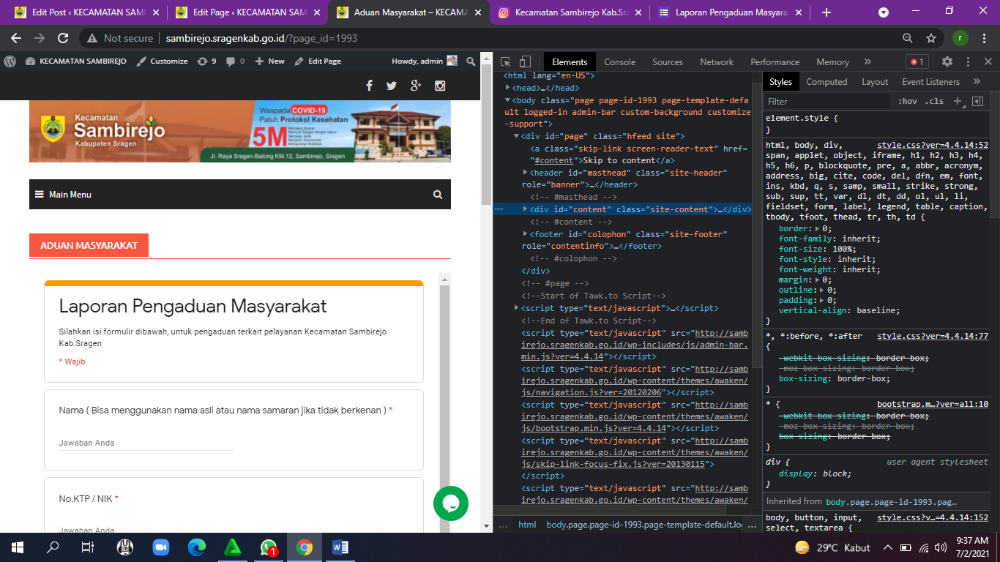 Edit Post ‹ KECAMATAN SAMB
Edit Page ‹ KECAMATAN SAM
Aduan Masyarakat – KECAMA
Kecamatan Sambirejo Kab.Sra
Laporan Pengaduan Masyarak
Not secure
sambirejo.sragenkab.go.id/?page_id=1993
r
KECAMATAN SAMBIREJO
Customize
9
0
New
Edit Page
Howdy, admin
Kecamatan
Sambirejo
Kabupaten Sragen
Waspada COVID-19
Patuh Protokol Kesehatan
5M
Memakai Masker
Mencuci Tangan dengan sabun
Menjaga Jarak
Menjauhi Kerumunan
Mengurangi Mobilitas
Jl. Raya Sragen-Balong KM.12, Sambirejo, Sragen
Main Menu
ADUAN MASYARAKAT
Laporan Pengaduan Masyarakat
Silahkan isi formulir dibawah, untuk pengaduan terkait pelayanan Kecamatan Sambirejo
Kab.Sragen
* Wajib
Nama ( Bisa menggunakan nama asli atau nama samaran jika tidak berkenan ) *
Jawaban Anda
No.KTP / NIK *
Jawaban Anda
Elements
Console
Sources
Network
Performance
Memory
»
1
<html lang="en-US">
<head>…</head>
<body class="page page-id-1993 page-template-defa
ult logged-in admin-bar custom-background customize
-support">
<div id="page" class="hfeed site">
<a class="skip-link screen-reader-text" href=
"#content">Skip to content</a>
<header id="masthead" class="site-header"
role="banner">…</header>
<!-- #masthead -->
<div id="content" class="site-content">…</div>
<!-- #content -->
<footer id="colophon" class="site-footer"
role="contentinfo">…</footer>
<!-- #colophon -->
</div>
<!-- #page -->
<!--Start of Tawk.to Script-->
<script type="text/javascript">…</script>
<!--End of Tawk.to Script-->
<script type="text/javascript" src="http://samb
irejo.sragenkab.go.id/wp-includes/js/admin-bar.
min.js?ver=4.4.14"></script>
<script type="text/javascript" src="http://samb
irejo.sragenkab.go.id/wp-content/themes/awaken/
js/navigation.js?ver=20120206"></script>
<script type="text/javascript" src="http://samb
irejo.sragenkab.go.id/wp-content/themes/awaken/
js/bootstrap.min.js?ver=4.4.14"></script>
<script type="text/javascript" src="http://samb
irejo.sragenkab.go.id/wp-content/themes/awaken/
js/skip-link-focus-fix.js?ver=20130115">
</script>
<script type="text/javascript" src="http://samb
irejo.sragenkab.go.id/wp-content/themes/awaken/
... html body.page.page-id-1993.page-template-default.log ...
Styles
Computed
Layout
Event Listeners
»
Filter
:hov .cls +
element.style {
}
html, body, div, style.css?ver=4.4.14:52
span, applet, object, iframe, h1, h2, h3, h4,
h5, h6, p, blockquote, pre, a, abbr, acronym,
address, big, cite, code, del, dfn, em, font,
ins, kbd, q, s, samp, small, strike, strong,
sub, sup, tt, var, dl, dt, dd, ol, ul, li,
fieldset, form, label, legend, table, caption,
tbody, tfoot, thead, tr, th, td {
border: 0;
font-family: inherit;
font-size: 100%;
font-style: inherit;
font-weight: inherit;
margin: 0;
outline: 0;
padding: 0;
vertical-align: baseline;
}
*, *:before, *:after style.css?ver=4.4.14:77
{
-webkit-box-sizing: border-box;
-moz-box-sizing: border-box;
box-sizing: border-box;
}
* { bootstrap.m…?ver=all:10
-webkit-box-sizing: border-box;
-moz-box-sizing: border-box;
box-sizing: border-box;
}
div { user agent stylesheet
display: block;
}
Inherited from body.page.page-id-1993.pag…
body, button, input, style.css?v…=4.4.14:152
select, textarea {
1
29°C Kabut
9:37 AM
7/2/2021